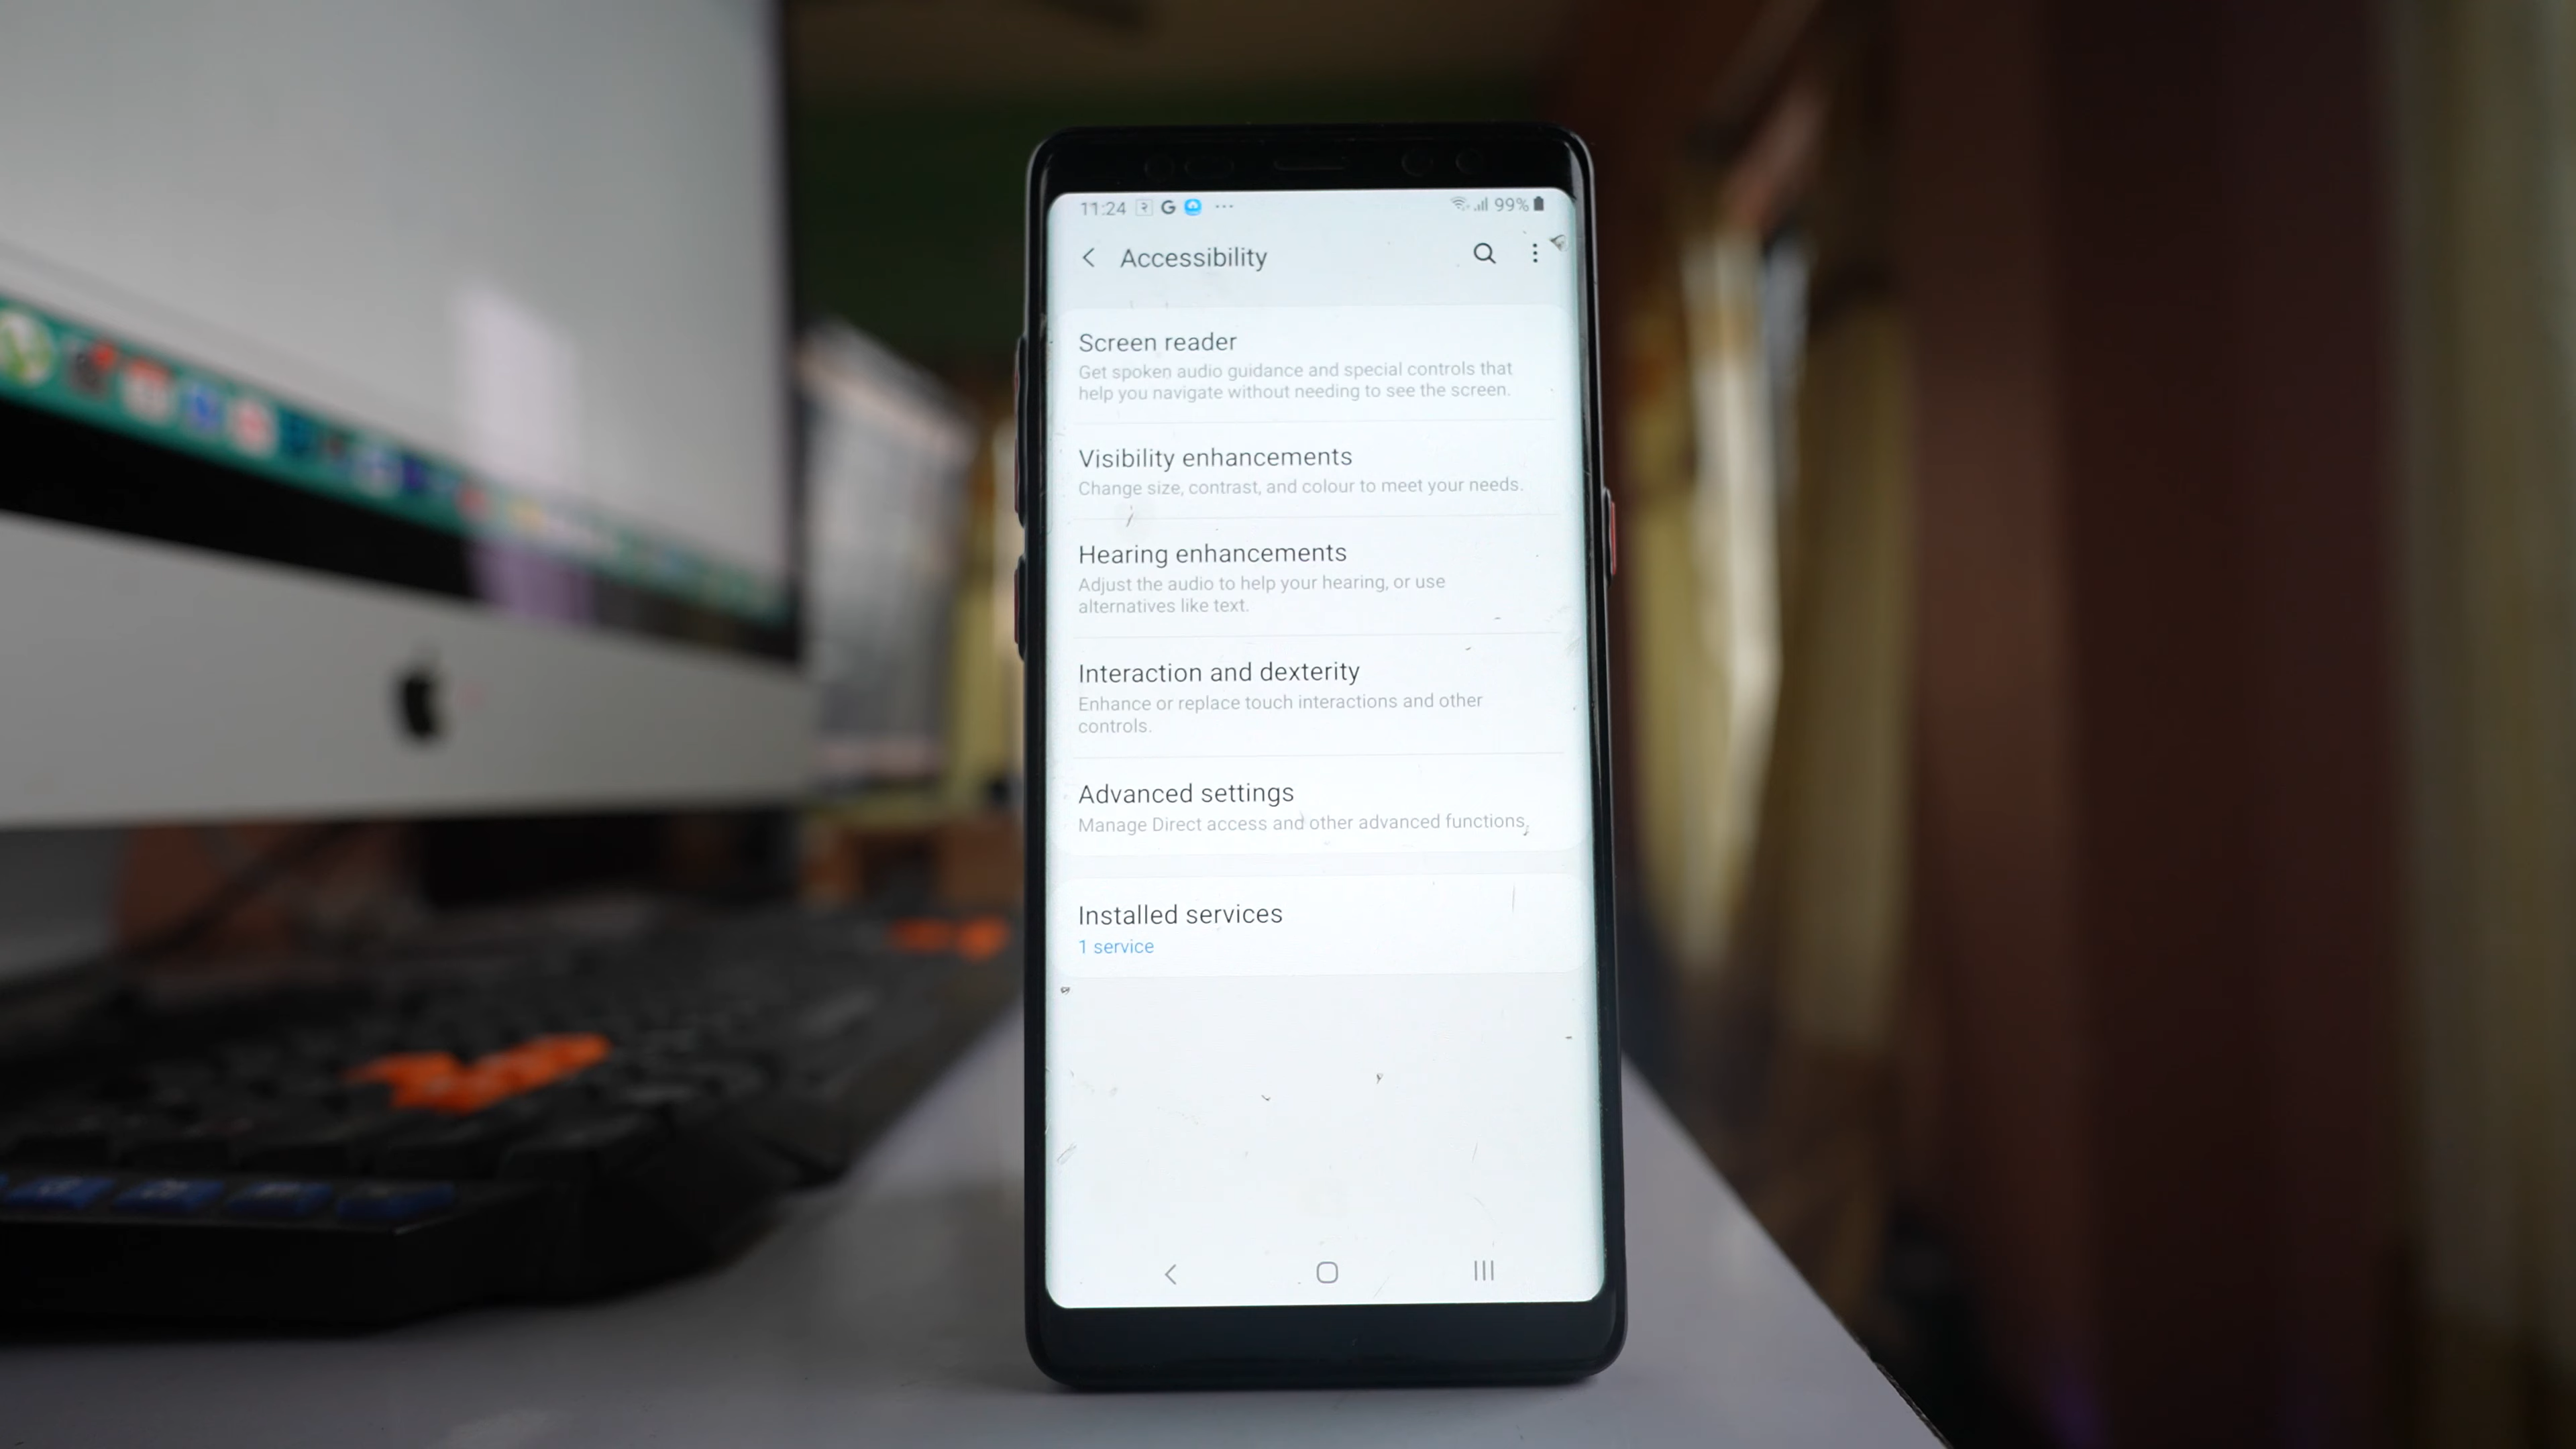 11:24
99%
Accessibility
Screen reader
Get spoken audio guidance and special controls that
help you navigate without needing to see the screen.
Visibility enhancements
Change size, contrast, and colour to meet your needs.
Hearing enhancements
Adjust the audio to help your hearing, or use
alternatives like text.
Interaction and dexterity
Enhance or replace touch interactions and other
controls.
Advanced settings
Manage Direct access and other advanced functions.
Installed services
1 service